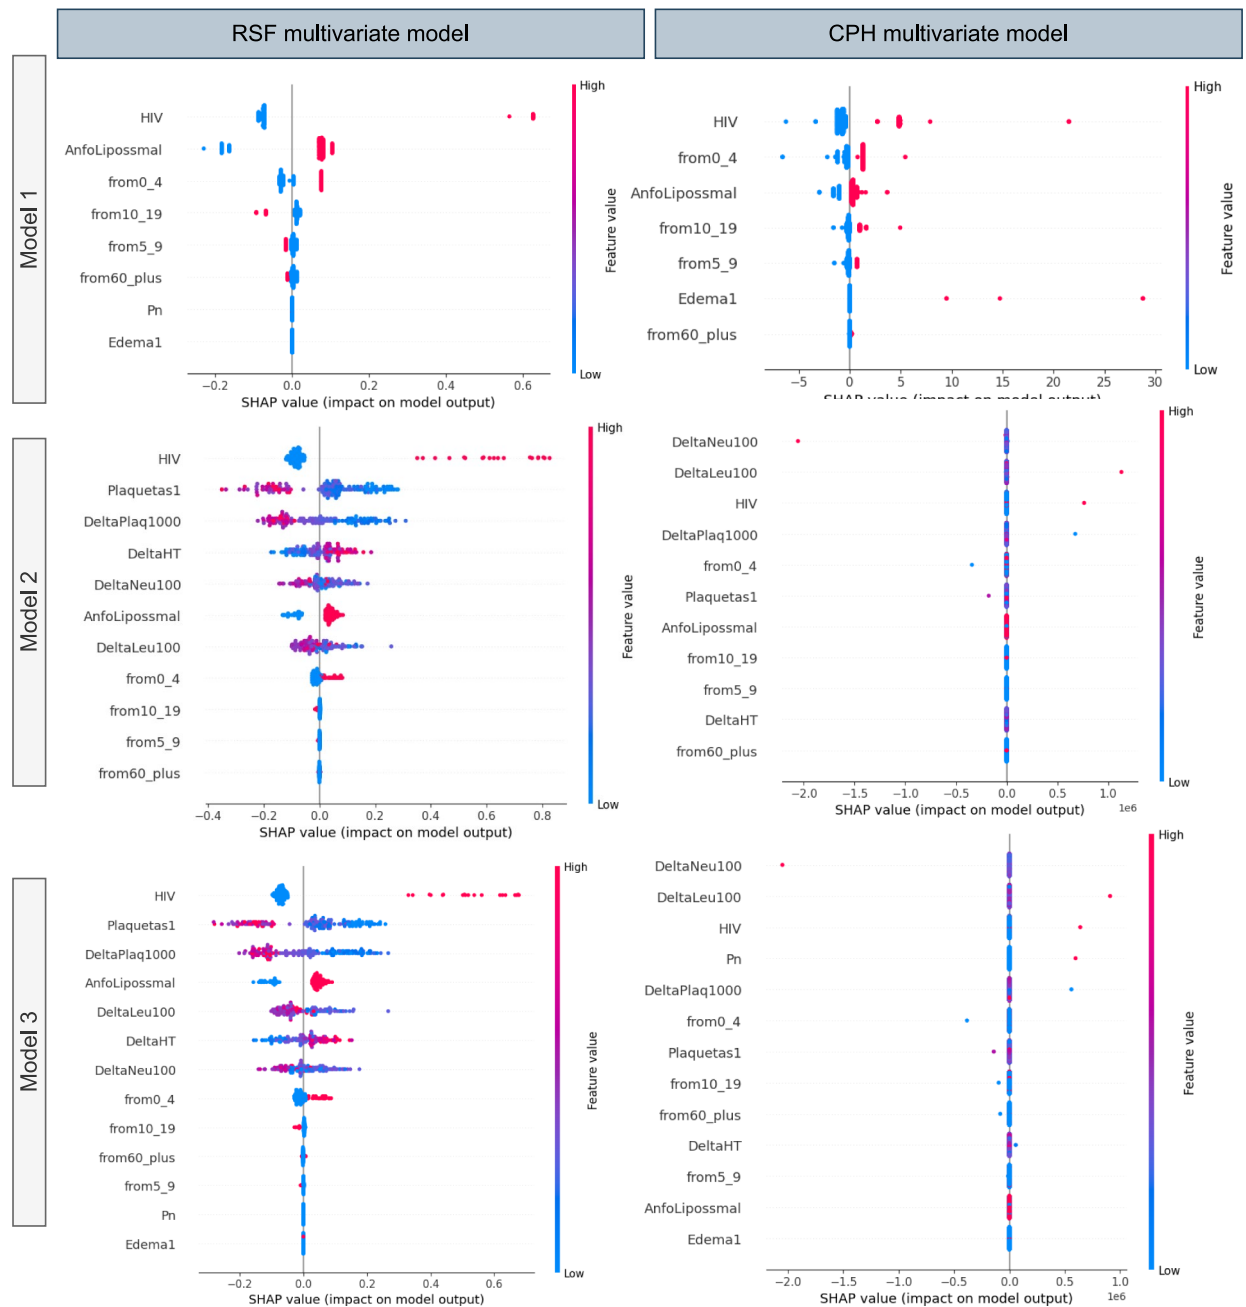 RSF multivariate model
CPH multivariate model
Model 1
HIV
AnfoLipossmal
from0_4
from10_19
from5_9
from60_plus
Pn
Edema1
−0.2 0.0 0.2 0.4 0.6
SHAP value (impact on model output)
High
Feature value
Low
HIV
from0_4
AnfoLipossmal
from10_19
from5_9
Edema1
from60_plus
−5 0 5 10 15 20 25 30
SHAP value (impact on model output)
High
Feature value
Low
Model 2
HIV
Plaquetas1
DeltaPlaq1000
DeltaHT
DeltaNeu100
AnfoLipossmal
DeltaLeu100
from0_4
from10_19
from5_9
from60_plus
−0.4 −0.2 0.0 0.2 0.4 0.6 0.8
SHAP value (impact on model output)
High
Feature value
Low
DeltaNeu100
DeltaLeu100
HIV
DeltaPlaq1000
from0_4
Plaquetas1
AnfoLipossmal
from10_19
from5_9
DeltaHT
from60_plus
−2.0 −1.5 −1.0 −0.5 0.0 0.5 1.0
1e6
SHAP value (impact on model output)
High
Feature value
Low
Model 3
HIV
Plaquetas1
DeltaPlaq1000
AnfoLipossmal
DeltaLeu100
DeltaHT
DeltaNeu100
from0_4
from10_19
from60_plus
from5_9
Pn
Edema1
−0.2 0.0 0.2 0.4 0.6
SHAP value (impact on model output)
High
Feature value
Low
DeltaNeu100
DeltaLeu100
HIV
Pn
DeltaPlaq1000
from0_4
Plaquetas1
from10_19
from60_plus
DeltaHT
from5_9
AnfoLipossmal
Edema1
−2.0 −1.5 −1.0 −0.5 0.0 0.5 1.0
1e6
SHAP value (impact on model output)
High
Feature value
Low